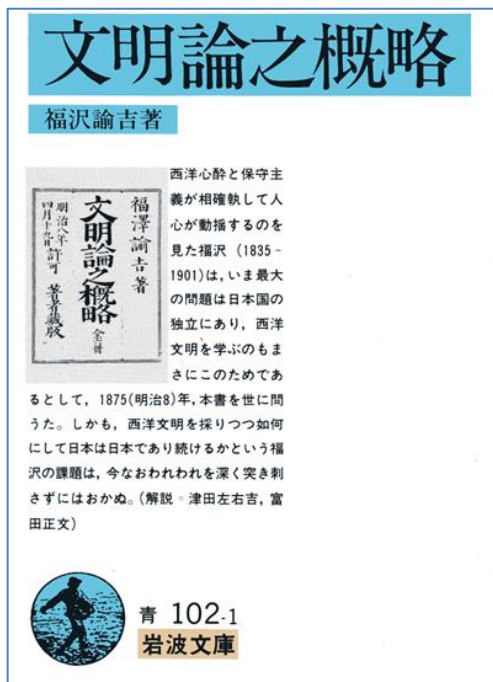 文明論之概略
福沢諭吉著
福澤諭吉著
文明論之概略
明治八年
四月十九日許可 著者藏版
西洋心酔と保守主
義が相確執して人
心が動揺するのを
見た福沢 (1835-
1901)は,いま最大
の問題は日本国の
独立にあり,西洋
文明を学ぶのもま
さにこのためであ
るとして,1875(明治8)年,本書を世に問
うた。しかも,西洋文明を採りつつ如何
にして日本は日本であり続けるかという福
沢の課題は,今なおわれわれを深く突き刺
さずにはおかぬ。(解説=津田左右吉,富
田正文)
青 102-1
岩波文庫